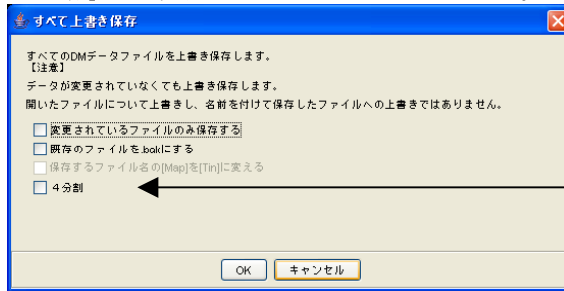 すべて上書き保存
すべてのDMデータファイルを上書き保存します。
【注意】
データが変更されていなくても上書き保存します。
開いたファイルについて上書きし、名前を付けて保存したファイルへの上書きではありません。
変更されているファイルのみ保存する
既存のファイルを.bakにする
保存するファイル名の[Map]を[Tin]に変える
４分割
OK キャンセル